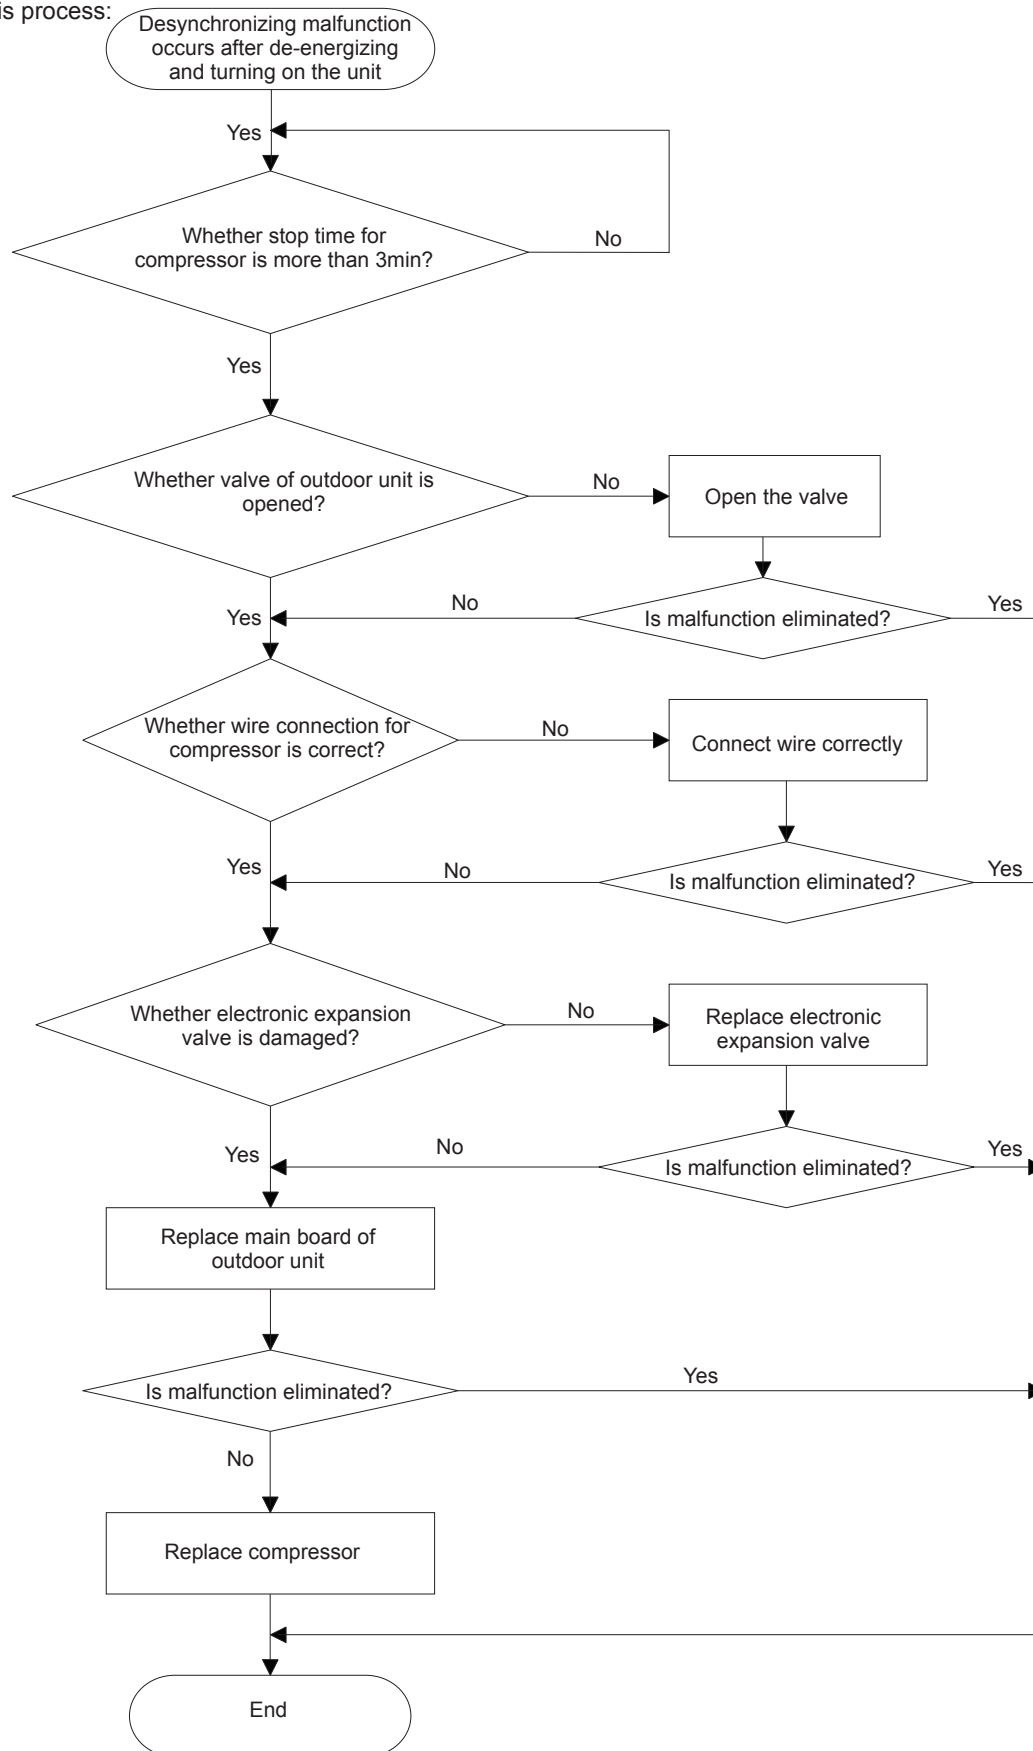 is process:
Desynchronizing malfunction
occurs after de-energizing
and turning on the unit
Yes
Whether stop time for
compressor is more than 3min?
No
Yes
Whether valve of outdoor unit is
opened?
No
Open the valve
Yes
No
Is malfunction eliminated?
Yes
Whether wire connection for
compressor is correct?
No
Connect wire correctly
Yes
No
Is malfunction eliminated?
Yes
Whether electronic expansion
valve is damaged?
No
Replace electronic
expansion valve
Yes
No
Is malfunction eliminated?
Yes
Replace main board of
outdoor unit
Is malfunction eliminated?
Yes
No
Replace compressor
End